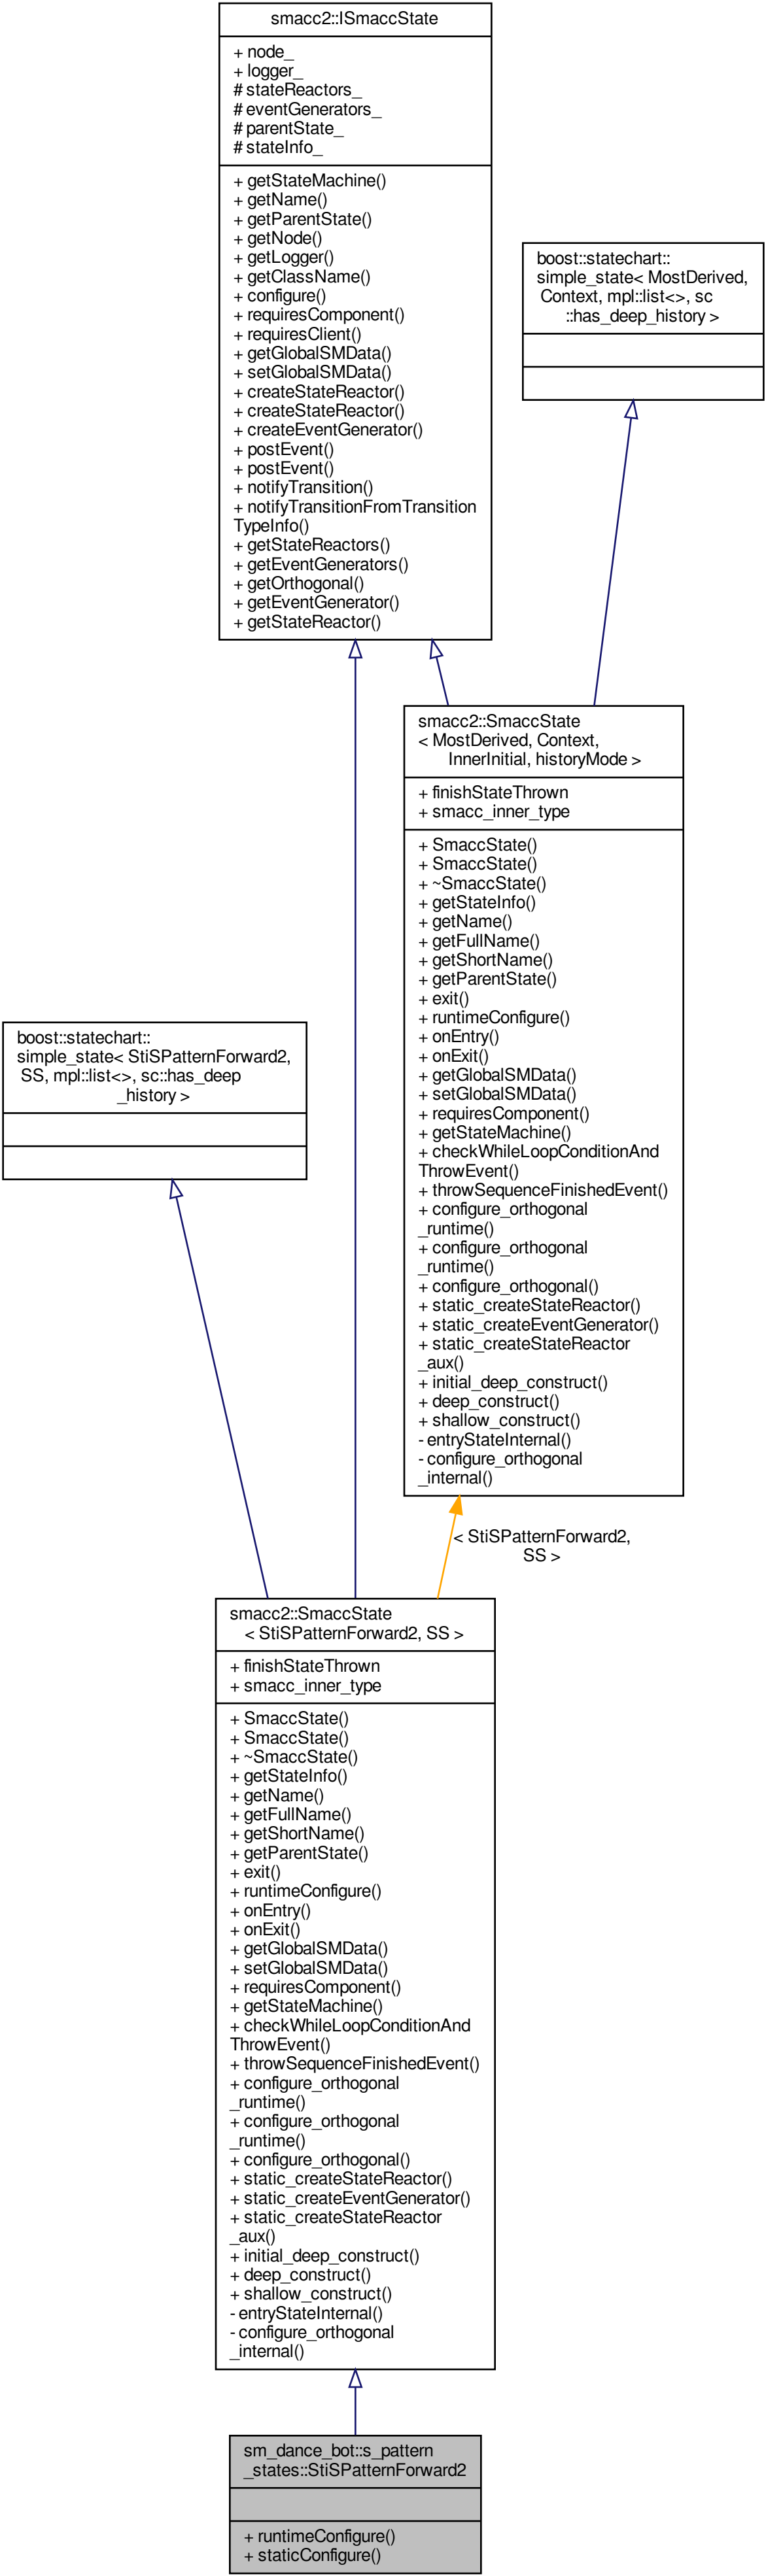 smacc2::ISmaccState
+ node_
+ logger_
# stateReactors_
# eventGenerators_
# parentState_
# stateInfo_
+ getStateMachine()
+ getName()
+ getParentState()
+ getNode()
+ getLogger()
+ getClassName()
+ configure()
+ requiresComponent()
+ requiresClient()
+ getGlobalSMData()
+ setGlobalSMData()
+ createStateReactor()
+ createStateReactor()
+ createEventGenerator()
+ postEvent()
+ postEvent()
+ notifyTransition()
+ notifyTransitionFromTransition
TypeInfo()
+ getStateReactors()
+ getEventGenerators()
+ getOrthogonal()
+ getEventGenerator()
+ getStateReactor()
boost::statechart::
simple_state< MostDerived,
Context, mpl::list<>, sc
::has_deep_history >
smacc2::SmaccState
< MostDerived, Context,
InnerInitial, historyMode >
+ finishStateThrown
+ smacc_inner_type
+ SmaccState()
+ SmaccState()
+ ~SmaccState()
+ getStateInfo()
+ getName()
+ getFullName()
+ getShortName()
+ getParentState()
+ exit()
+ runtimeConfigure()
+ onEntry()
+ onExit()
+ getGlobalSMData()
+ setGlobalSMData()
+ requiresComponent()
+ getStateMachine()
+ checkWhileLoopConditionAnd
ThrowEvent()
+ throwSequenceFinishedEvent()
+ configure_orthogonal
_runtime()
+ configure_orthogonal
_runtime()
+ configure_orthogonal()
+ static_createStateReactor()
+ static_createEventGenerator()
+ static_createStateReactor
_aux()
+ initial_deep_construct()
+ deep_construct()
+ shallow_construct()
- entryStateInternal()
- configure_orthogonal
_internal()
boost::statechart::
simple_state< StiSPatternForward2,
SS, mpl::list<>, sc::has_deep
_history >
< StiSPatternForward2,
SS >
smacc2::SmaccState
< StiSPatternForward2, SS >
+ finishStateThrown
+ smacc_inner_type
+ SmaccState()
+ SmaccState()
+ ~SmaccState()
+ getStateInfo()
+ getName()
+ getFullName()
+ getShortName()
+ getParentState()
+ exit()
+ runtimeConfigure()
+ onEntry()
+ onExit()
+ getGlobalSMData()
+ setGlobalSMData()
+ requiresComponent()
+ getStateMachine()
+ checkWhileLoopConditionAnd
ThrowEvent()
+ throwSequenceFinishedEvent()
+ configure_orthogonal
_runtime()
+ configure_orthogonal
_runtime()
+ configure_orthogonal()
+ static_createStateReactor()
+ static_createEventGenerator()
+ static_createStateReactor
_aux()
+ initial_deep_construct()
+ deep_construct()
+ shallow_construct()
- entryStateInternal()
- configure_orthogonal
_internal()
sm_dance_bot::s_pattern
_states::StiSPatternForward2
+ runtimeConfigure()
+ staticConfigure()